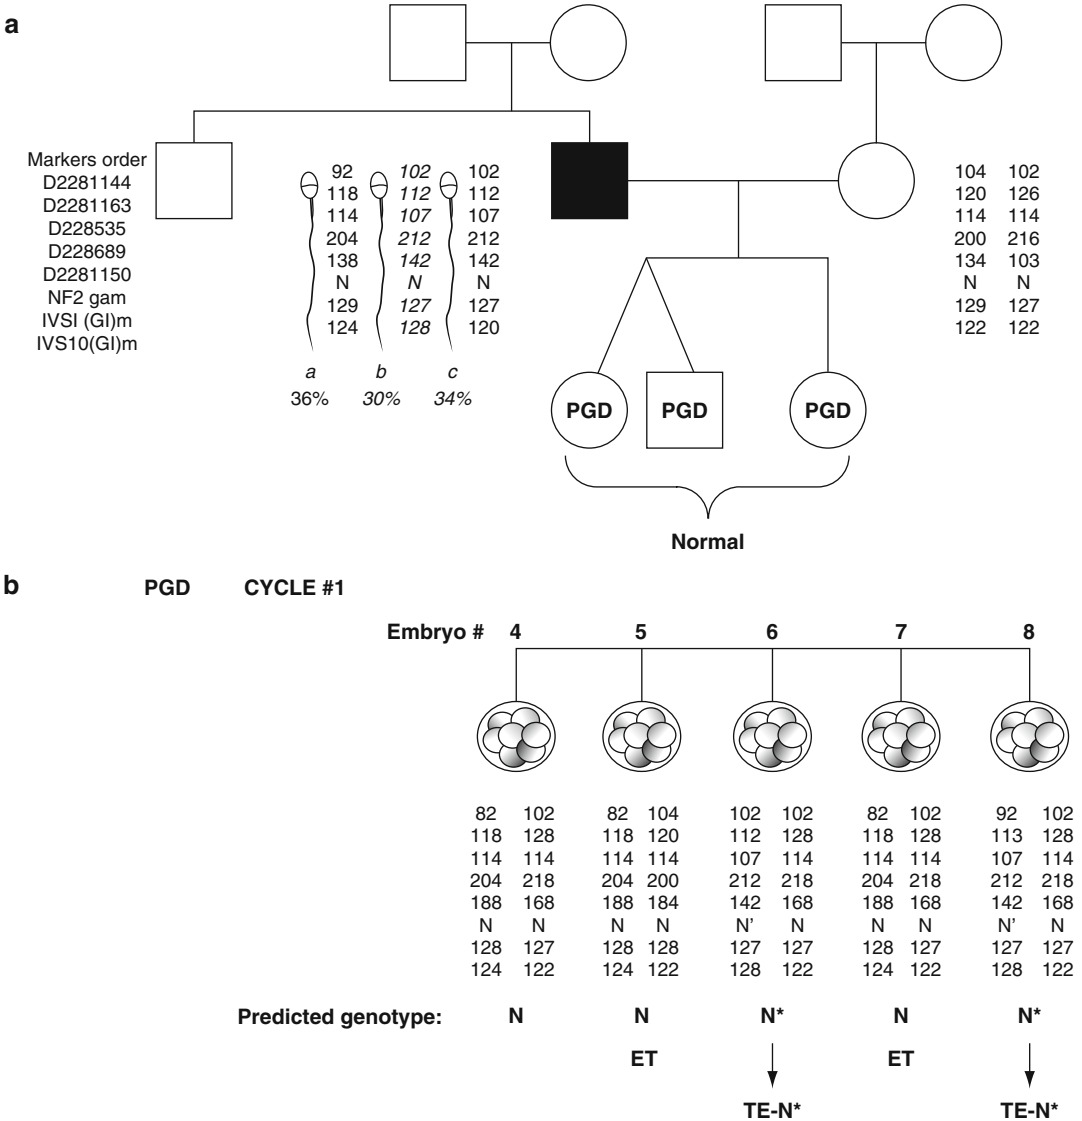 a
Markers order
D2281144
D2281163
D228535
D228689
D2281150
NF2 gam
IVSI (GI)m
IVS10(GI)m
92 102 102
118 112 112
114 107 107
204 212 212
138 142 142
N N N
129 127 127
124 128 120
a b c
36% 30% 34%
104 102
120 126
114 114
200 216
134 103
N N
129 127
122 122
PGD PGD PGD
Normal
b PGD CYCLE #1
Embryo # 4 5 6 7 8
82 102 82 104 102 102 82 102 92 102
118 128 118 120 112 128 118 128 113 128
114 114 114 114 107 114 114 114 107 114
204 218 204 200 212 218 204 218 212 218
188 168 188 184 142 168 188 168 142 168
N N N N N’ N N N N’ N
128 127 128 128 127 127 128 127 127 127
124 122 124 122 128 122 124 122 128 122
Predicted genotype: N N N* N N*
ET ET
TE-N* TE-N*